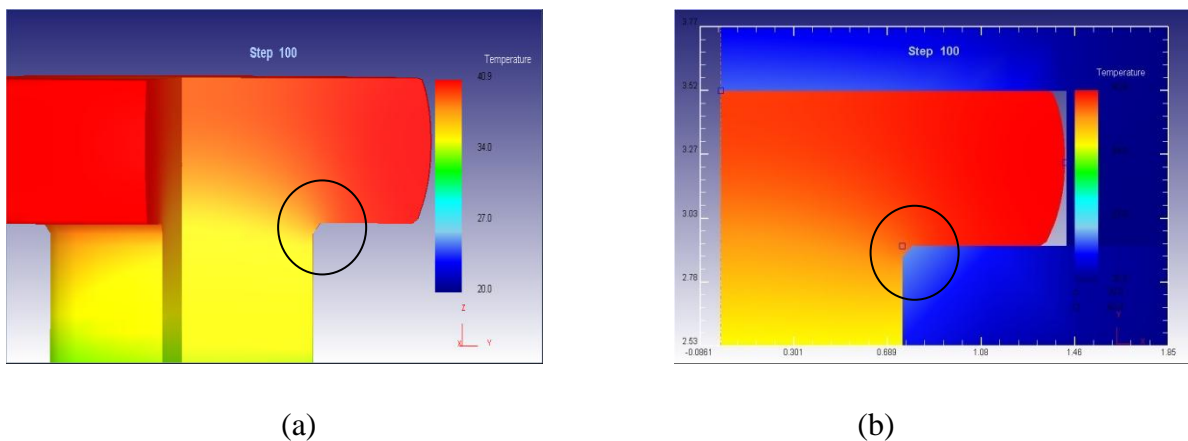 Step 100
Temperature
40.9
34.0
27.0
20.0
Z
X
Y
(a)
3.77
3.52
3.27
3.03
2.78
2.53
-0.0861
0.301
0.689
1.08
1.46
1.85
Step 100
Temperature
(b)